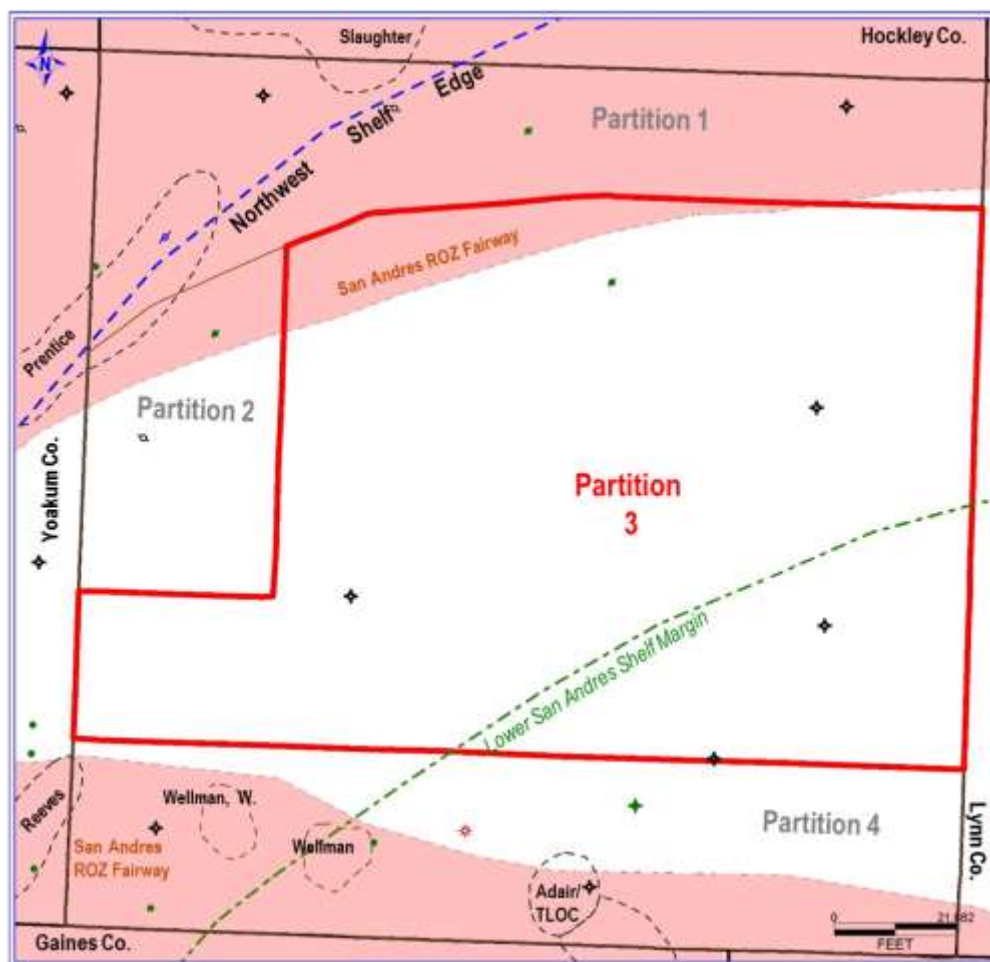 Slaughter
Hockley Co.
N
Northwest Shelf Edge
Partition 1
San Andres ROZ Fairway
Prentice
Partition 2
Yoakum Co.
Partition
3
Lower San Andres Shelf Margin
Reeves
Wellman, W.
Wellman
San Andres
ROZ Fairway
Partition 4
Lynn Co.
Adair/
TLOC
Gaines Co.
0
FEET